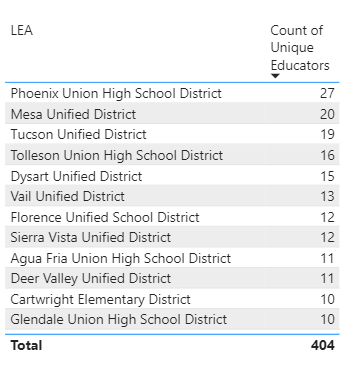 LEA Count of
Unique
Educators
Phoenix Union High School District 27
Mesa Unified District 20
Tucson Unified District 19
Tolleson Union High School District 16
Dysart Unified District 15
Vail Unified District 13
Florence Unified School District 12
Sierra Vista Unified District 12
Agua Fria Union High School District 11
Deer Valley Unified District 11
Cartwright Elementary District 10
Glendale Union High School District 10
Total 404